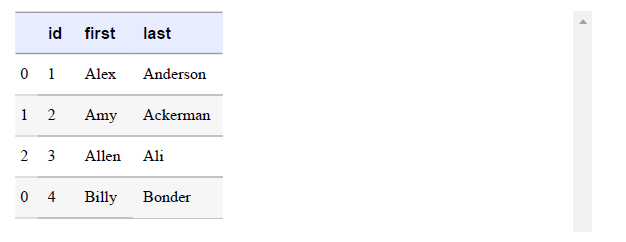 id first last
0 1 Alex Anderson
1 2 Amy Ackerman
2 3 Allen Ali
0 4 Billy Bonder